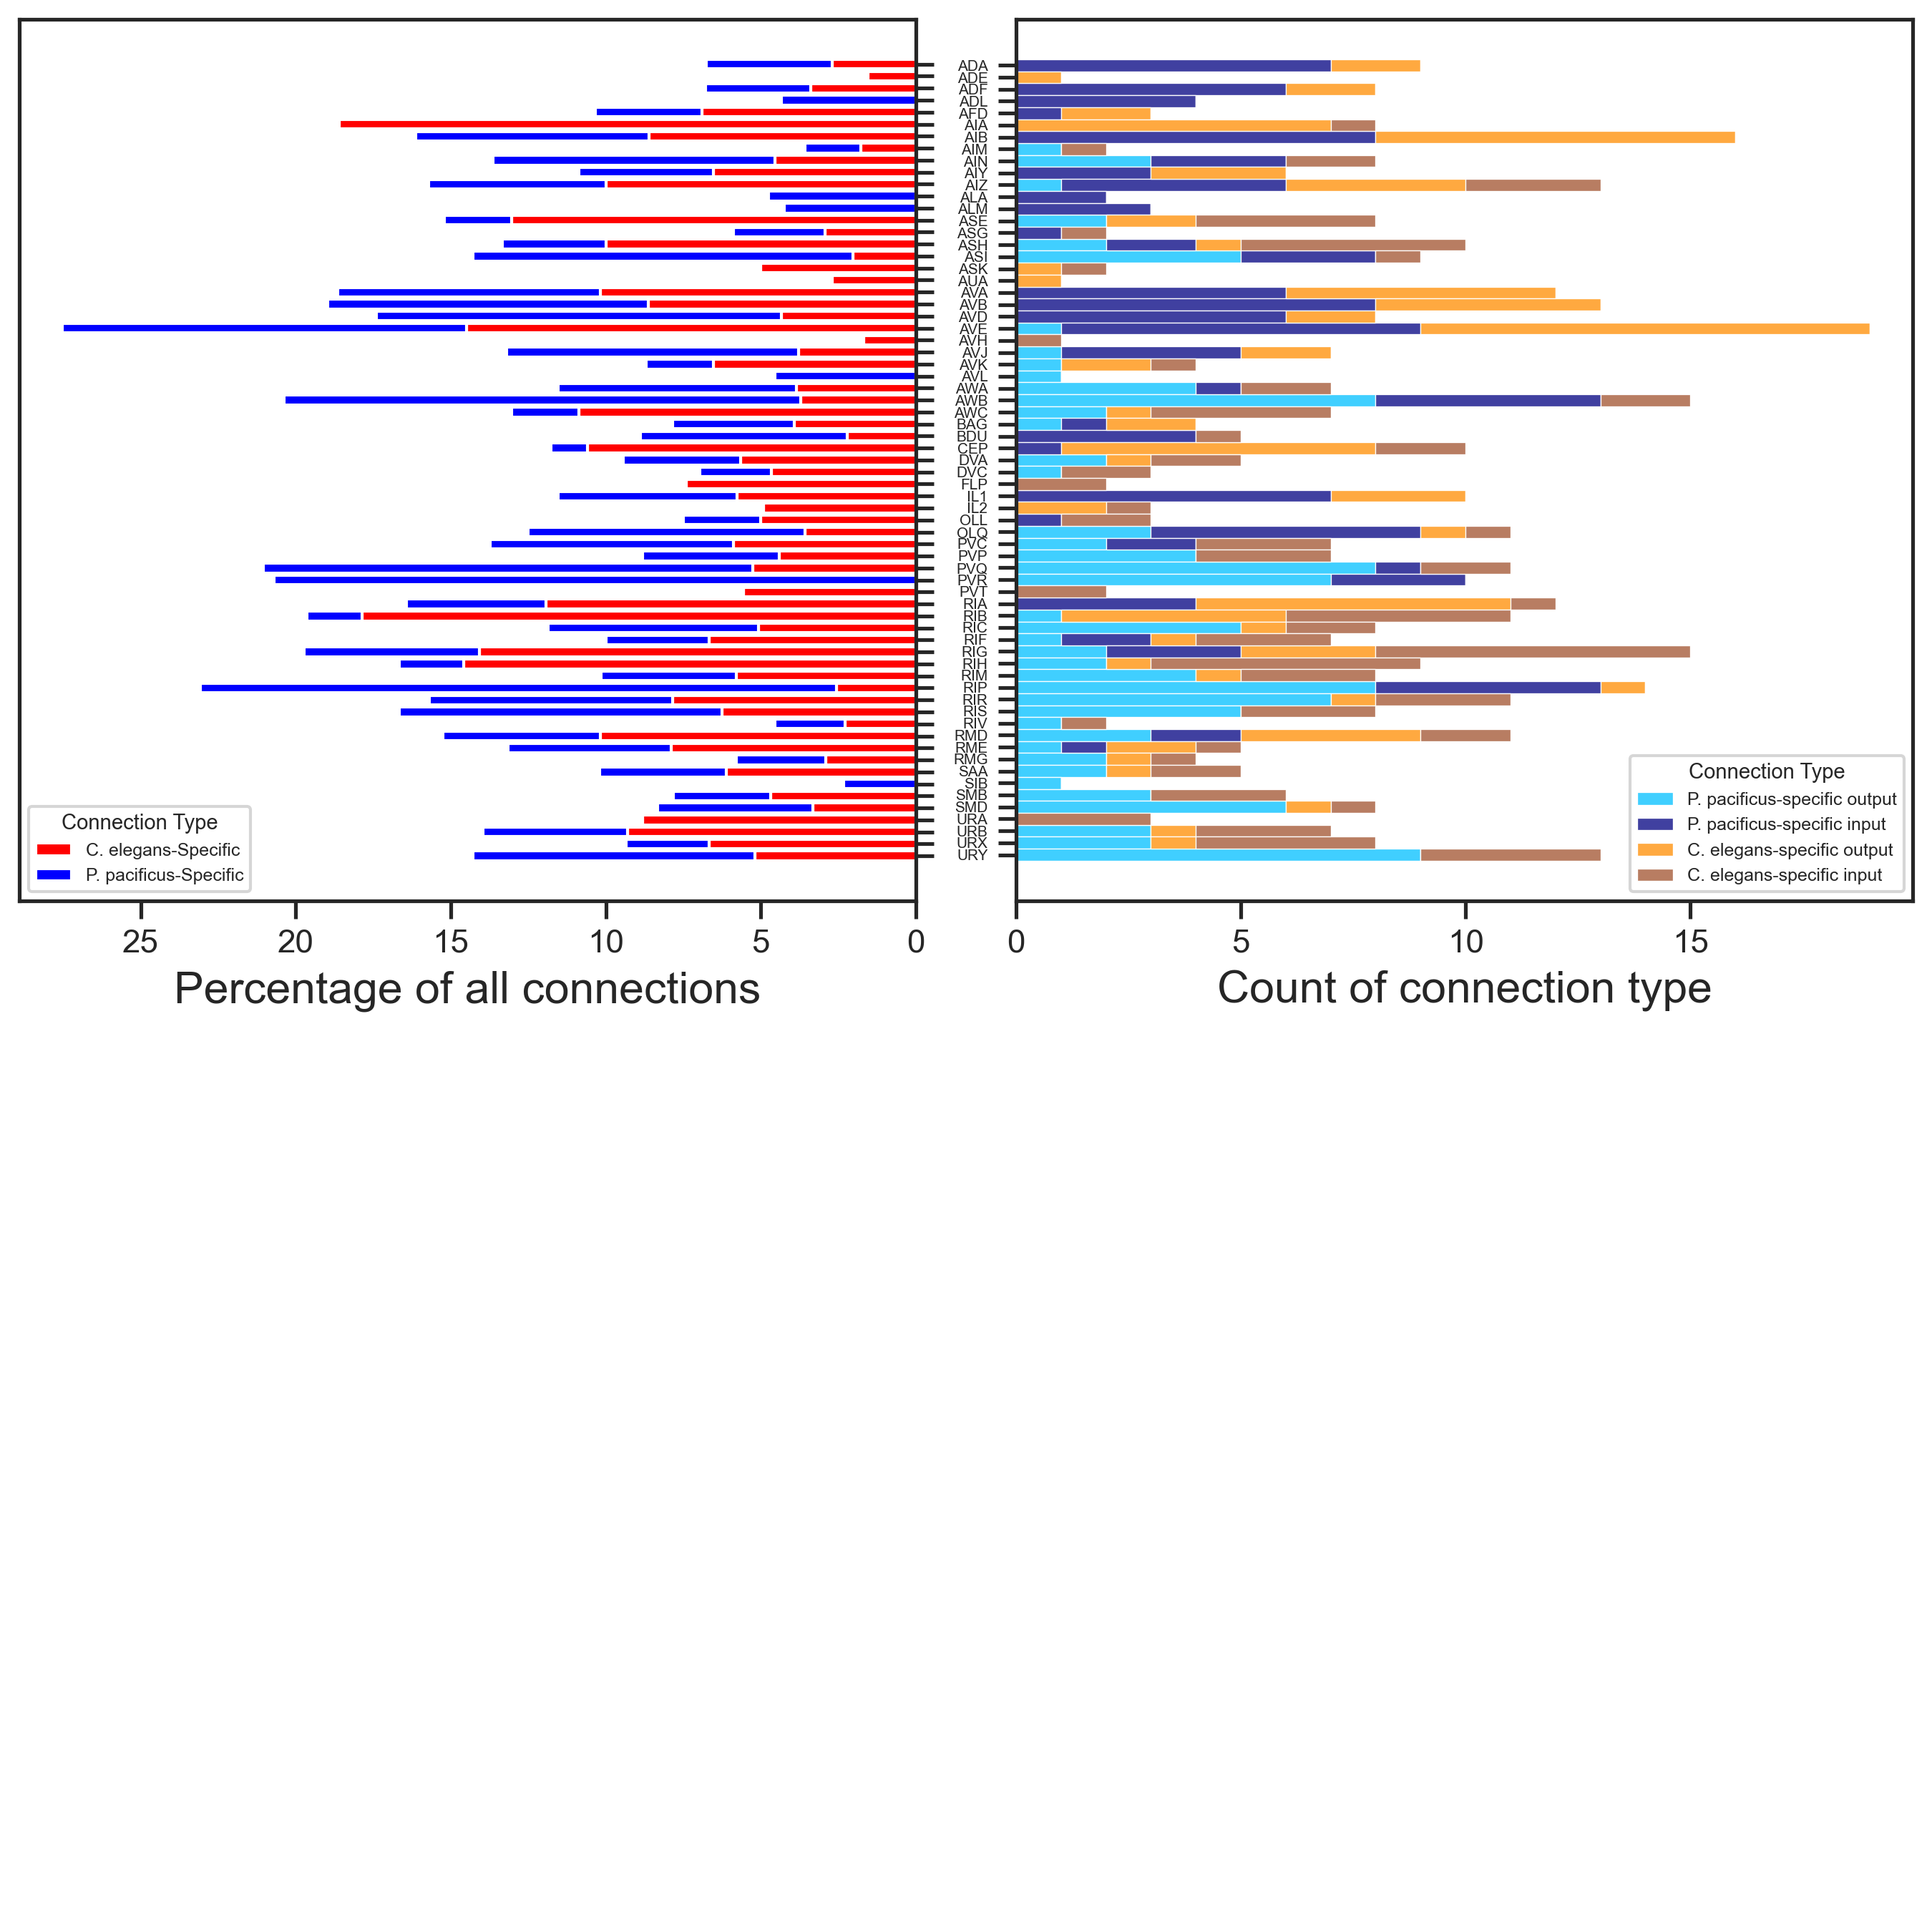 ADA
ADE
ADF
ADL
AFD
AIA
AIB
AIM
AIN
AIY
AIZ
ALA
ALM
ASE
ASG
ASH
ASI
ASK
AUA
AVA
AVB
AVD
AVE
AVH
AVJ
AVK
AVL
AWA
AWB
AWC
BAG
BDU
CEP
DVA
DVC
FLP
IL1
IL2
OLL
OLQ
PVC
PVP
PVQ
PVR
PVT
RIA
RIB
RIC
RIF
RIG
RIH
RIM
RIP
RIR
RIS
RIV
RMD
RME
RMG
SAA
SIB
SMB
SMD
URA
URB
URX
URY
Connection Type
C. elegans-Specific
P. pacificus-Specific
25 20 15 10 5 0
Percentage of all connections
Connection Type
P. pacificus-specific output
P. pacificus-specific input
C. elegans-specific output
C. elegans-specific input
0 5 10 15
Count of connection type